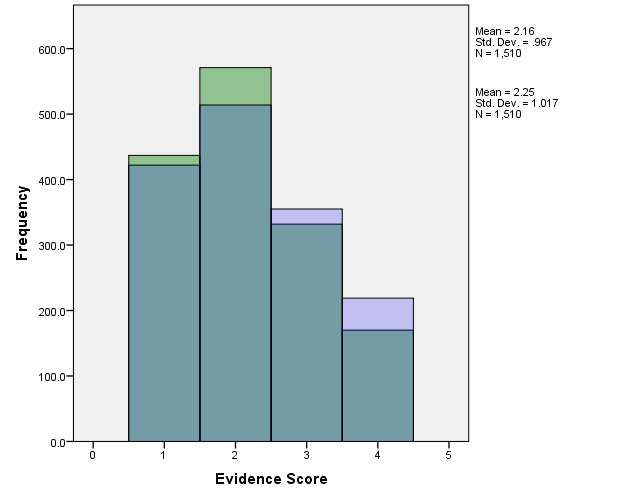 Mean = 2.16
Std. Dev. = .967
N = 1,510
Mean = 2.25
Std. Dev. = 1.017
N = 1,510
Frequency
600.0
500.0
400.0
300.0
200.0
100.0
0.0
0 1 2 3 4 5
Evidence Score